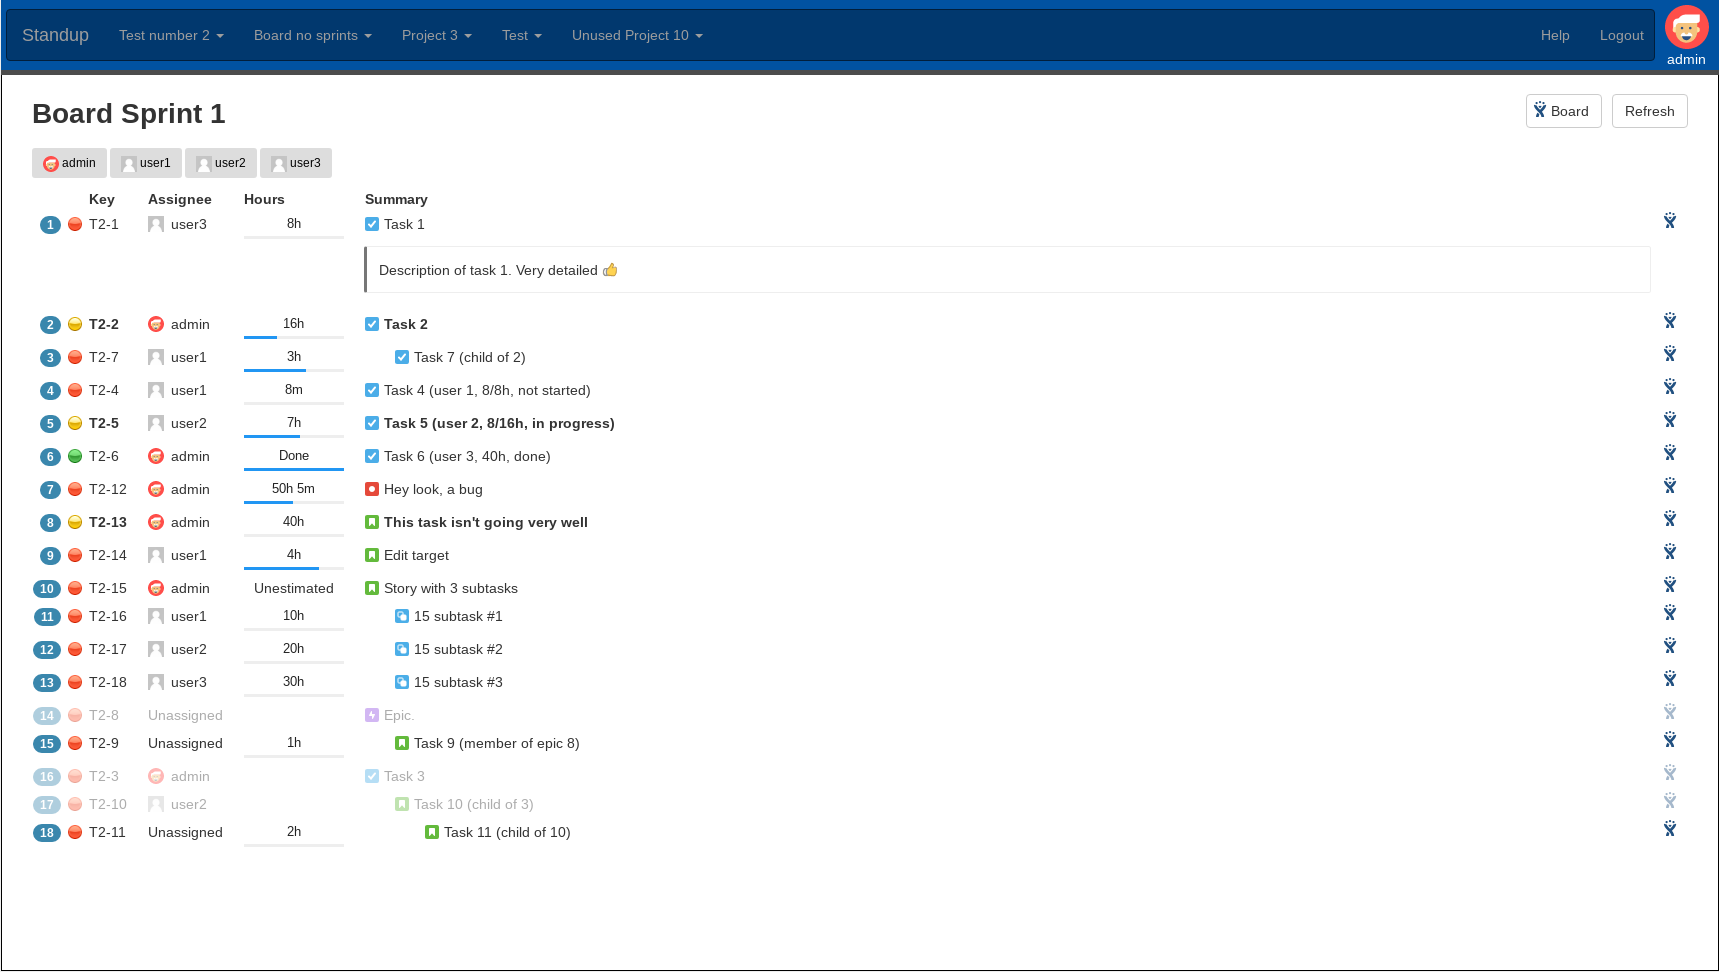 Standup Test number 2 Board no sprints Project 3 Test Unused Project 10 Help Logout
admin
Board Sprint 1
Board Refresh
admin user1 user2 user3
Key Assignee Hours Summary
1 T2-1 user3 8h Task 1
Description of task 1. Very detailed 👍
2 T2-2 admin 16h Task 2
3 T2-7 user1 3h Task 7 (child of 2)
4 T2-4 user1 8m Task 4 (user 1, 8/8h, not started)
5 T2-5 user2 7h Task 5 (user 2, 8/16h, in progress)
6 T2-6 admin Done Task 6 (user 3, 40h, done)
7 T2-12 admin 50h 5m Hey look, a bug
8 T2-13 admin 40h This task isn't going very well
9 T2-14 user1 4h Edit target
10 T2-15 admin Unestimated Story with 3 subtasks
11 T2-16 user1 10h 15 subtask #1
12 T2-17 user2 20h 15 subtask #2
13 T2-18 user3 30h 15 subtask #3
14 T2-8 Unassigned Epic.
15 T2-9 Unassigned 1h Task 9 (member of epic 8)
16 T2-3 admin Task 3
17 T2-10 user2 Task 10 (child of 3)
18 T2-11 Unassigned 2h Task 11 (child of 10)